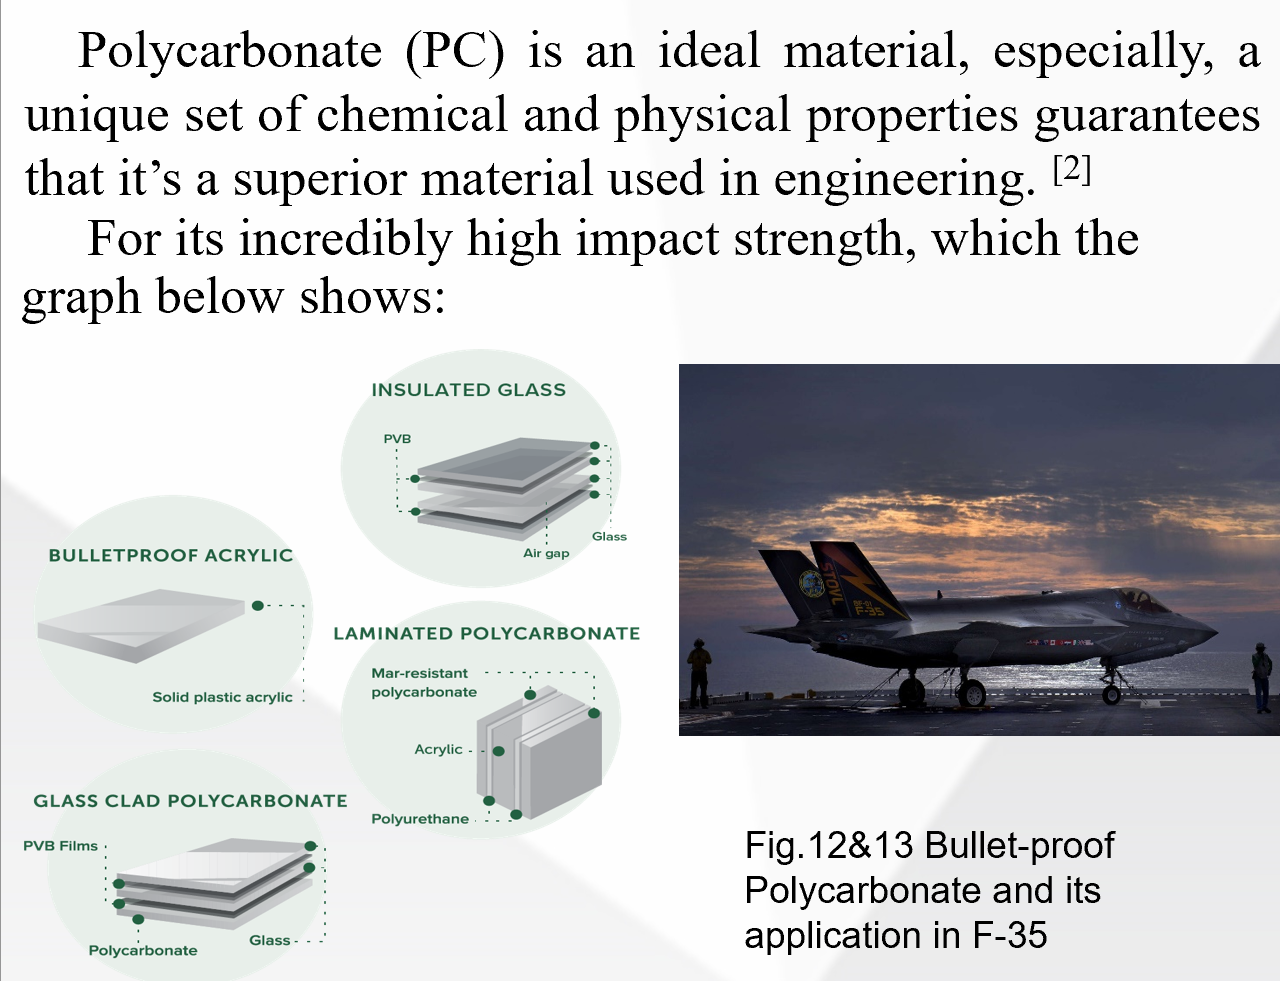 Polycarbonate (PC) is an ideal material, especially, a
unique set of chemical and physical properties guarantees
that it’s a superior material used in engineering. [2]
For its incredibly high impact strength, which the
graph below shows:
INSULATED GLASS
PVB
Glass
Air gap
BULLETPROOF ACRYLIC
Solid plastic acrylic
LAMINATED POLYCARBONATE
Mar-resistant
polycarbonate
Acrylic
Polyurethane
GLASS CLAD POLYCARBONATE
PVB Films
Glass
Polycarbonate
STOVL
Fig.12&13 Bullet-proof
Polycarbonate and its
application in F-35